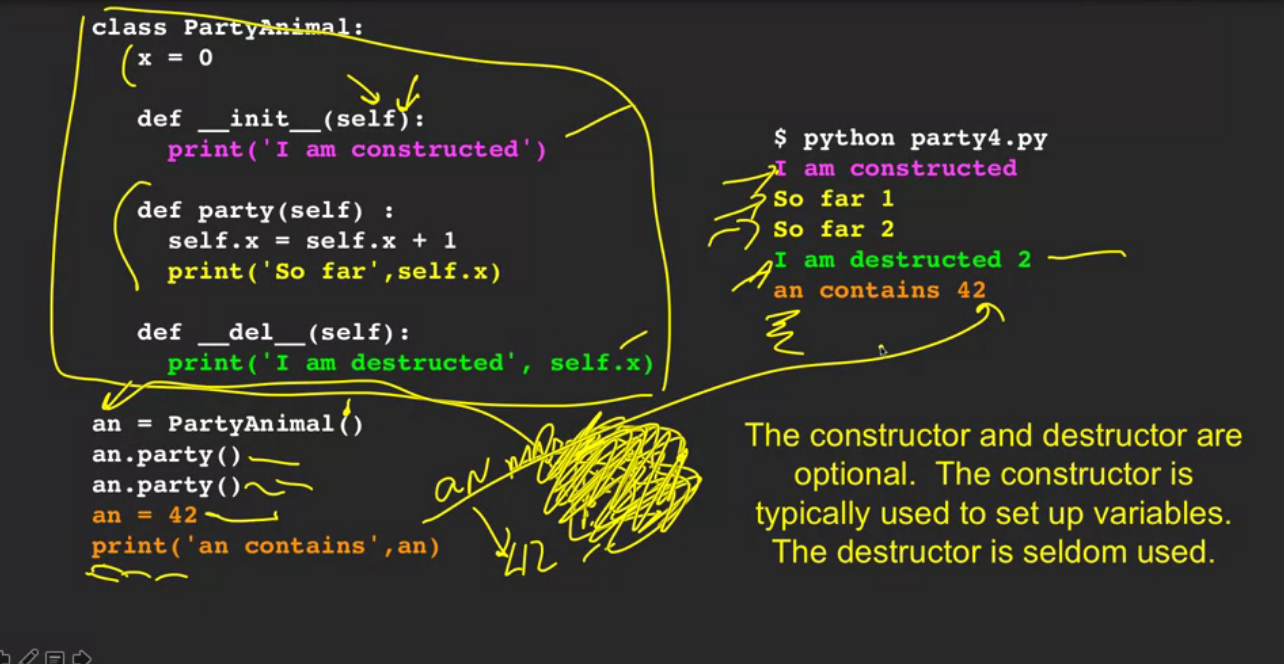 class PartyAnimal:
x = 0
def __init__(self):
print('I am constructed')
def party(self) :
self.x = self.x + 1
print('So far',self.x)
def __del__(self):
print('I am destructed', self.x)
an = PartyAnimal()
an.party()
an.party()
an = 42
print('an contains',an)
an
42
$ python party4.py
I am constructed
So far 1
So far 2
I am destructed 2
an contains 42
The constructor and destructor are
optional. The constructor is
typically used to set up variables.
The destructor is seldom used.